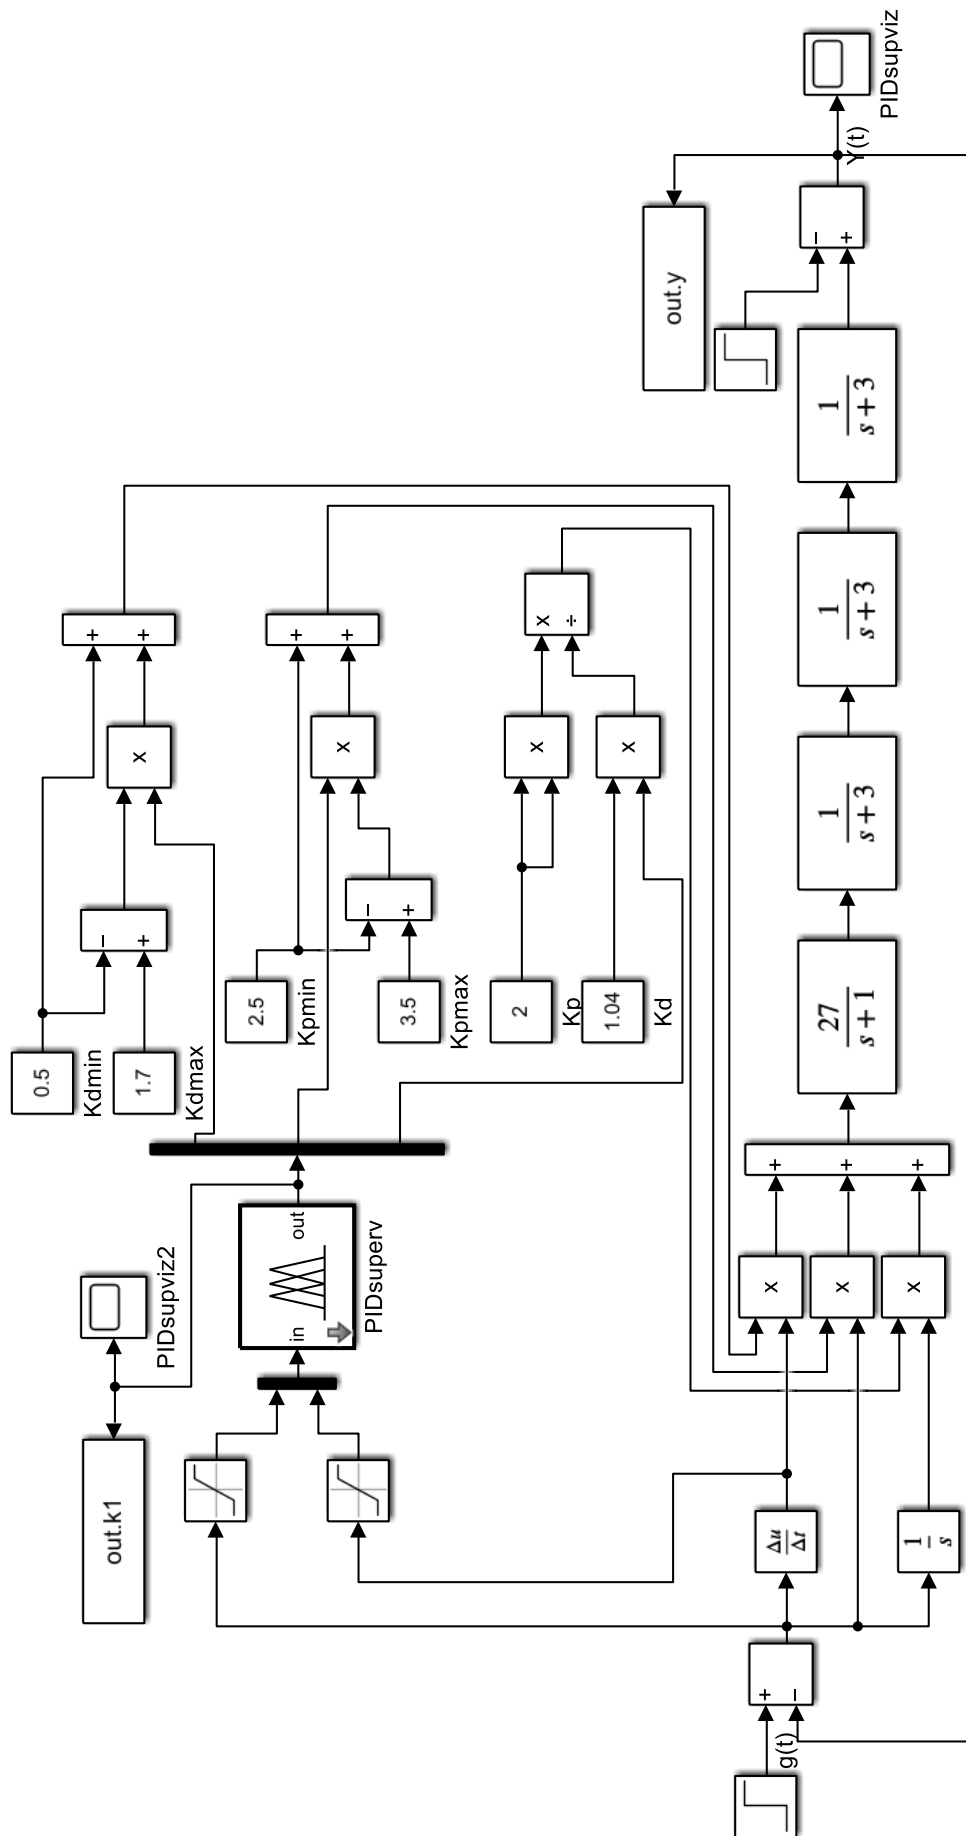 0.5
Kdmin
1.7
Kdmax
−
+
x
+
+
2.5
Kpmin
3.5
Kpmax
−
+
x
+
+
2
Kp
1.04
Kd
x
x
x
÷
out.k1
PIDsupviz2
in
out
PIDsuperv
g(t)
+
−
Δu
Δt
1
s
x
x
x
+
+
+
27
s + 1
1
s + 3
1
s + 3
1
s + 3
−
+
out.y
Y(t)
PIDsupviz